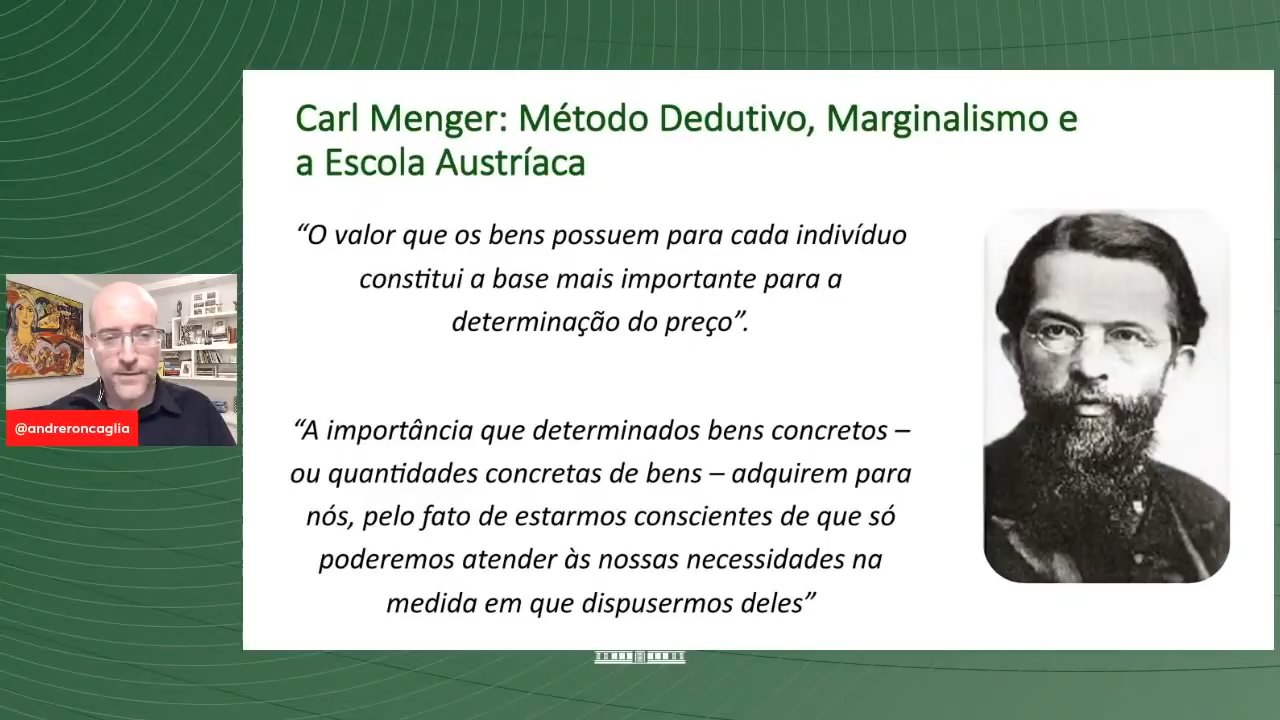 Carl Menger: Método Dedutivo, Marginalismo e
a Escola Austríaca
“O valor que os bens possuem para cada indivíduo
constitui a base mais importante para a
determinação do preço”.
“A importância que determinados bens concretos –
ou quantidades concretas de bens – adquirem para
nós, pelo fato de estarmos conscientes de que só
poderemos atender às nossas necessidades na
medida em que dispusermos deles”
@andreroncaglia